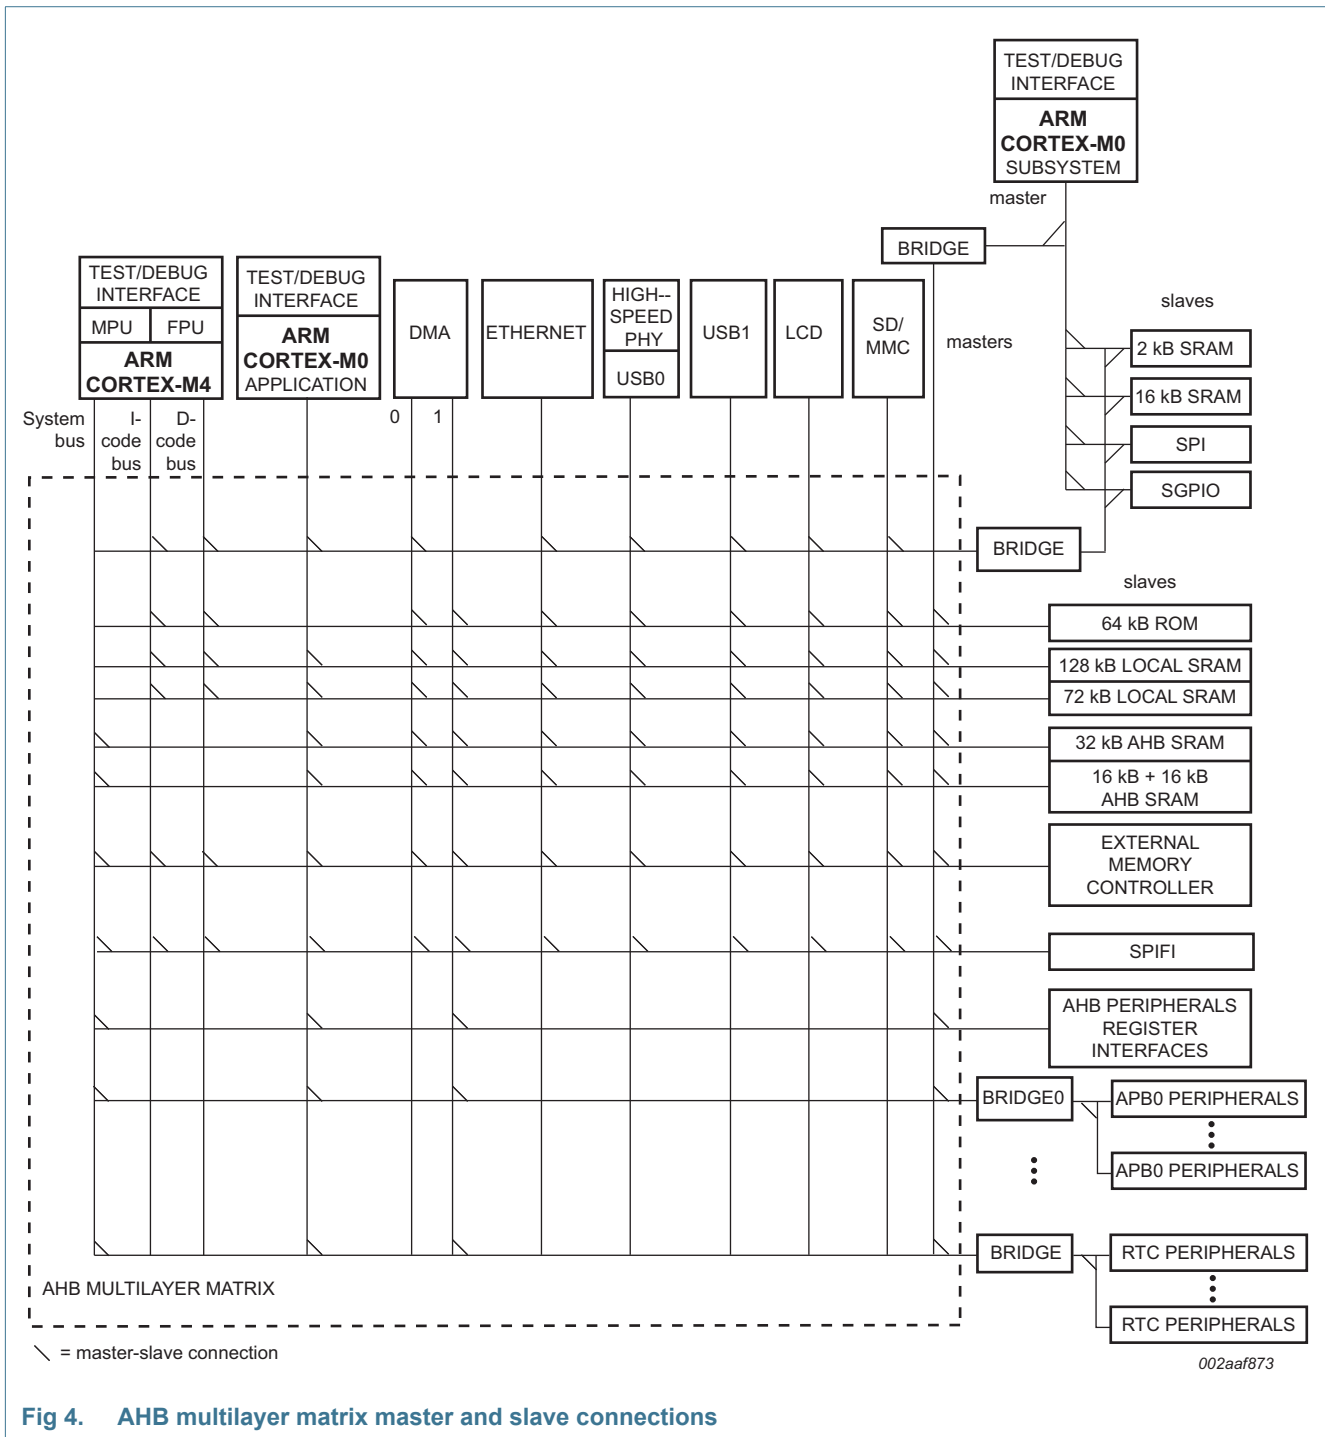 TEST/DEBUG
INTERFACE
ARM
CORTEX-M0
SUBSYSTEM
master
BRIDGE
TEST/DEBUG
INTERFACE
MPU
FPU
ARM
CORTEX-M4
TEST/DEBUG
INTERFACE
ARM
CORTEX-M0
APPLICATION
DMA
ETHERNET
HIGH--
SPEED
PHY
USB0
USB1
LCD
SD/
MMC
masters
slaves
2 kB SRAM
16 kB SRAM
SPI
SGPIO
System
bus
I-
code
bus
D-
code
bus
0
1
BRIDGE
slaves
64 kB ROM
128 kB LOCAL SRAM
72 kB LOCAL SRAM
32 kB AHB SRAM
16 kB + 16 kB
AHB SRAM
EXTERNAL
MEMORY
CONTROLLER
SPIFI
AHB PERIPHERALS
REGISTER
INTERFACES
BRIDGE0
APB0 PERIPHERALS
APB0 PERIPHERALS
BRIDGE
RTC PERIPHERALS
RTC PERIPHERALS
AHB MULTILAYER MATRIX
= master-slave connection
002aaf873
Fig 4. AHB multilayer matrix master and slave connections